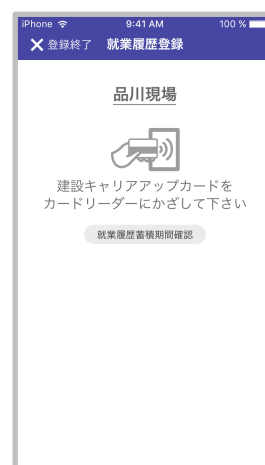 iPhone 9:41 AM 100 %
登録終了 就業履歴登録
品川現場
建設キャリアアップカードを
カードリーダーにかざして下さい
就業履歴蓄積期間確認